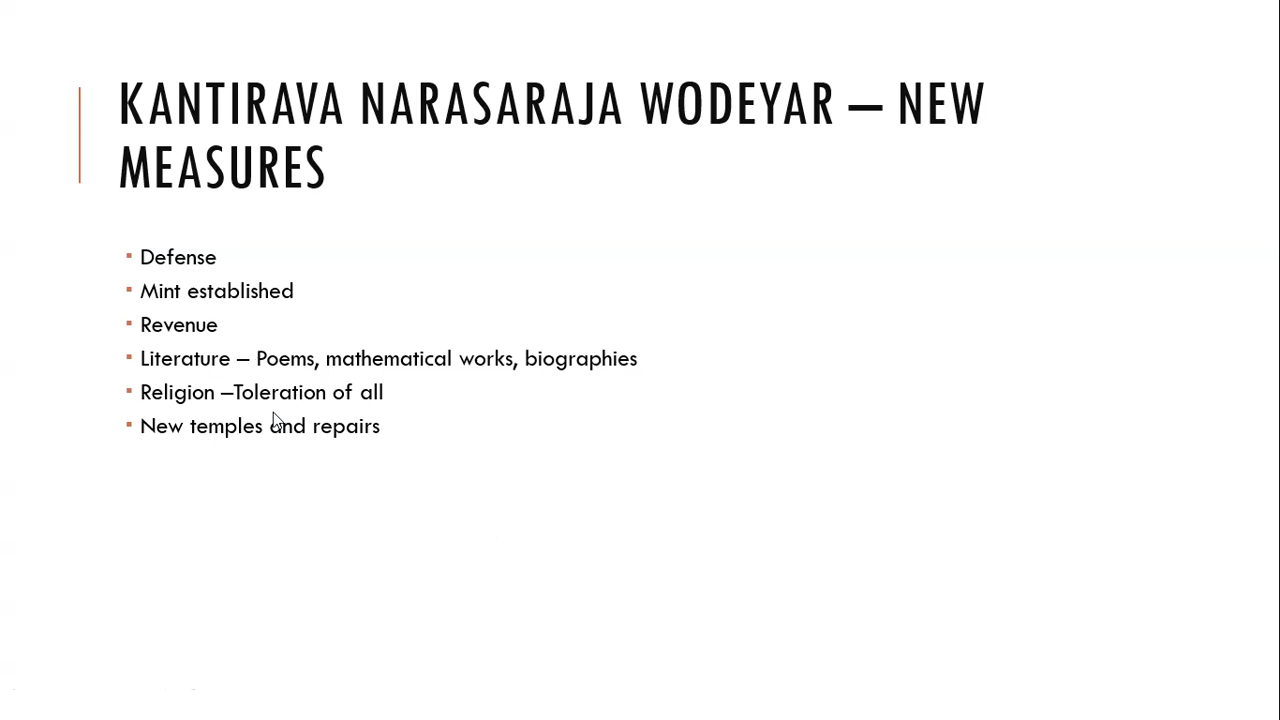 KANTIRAVA NARASARAJA WODEYAR – NEW
MEASURES
▪ Defense
▪ Mint established
▪ Revenue
▪ Literature – Poems, mathematical works, biographies
▪ Religion –Toleration of all
▪ New temples and repairs